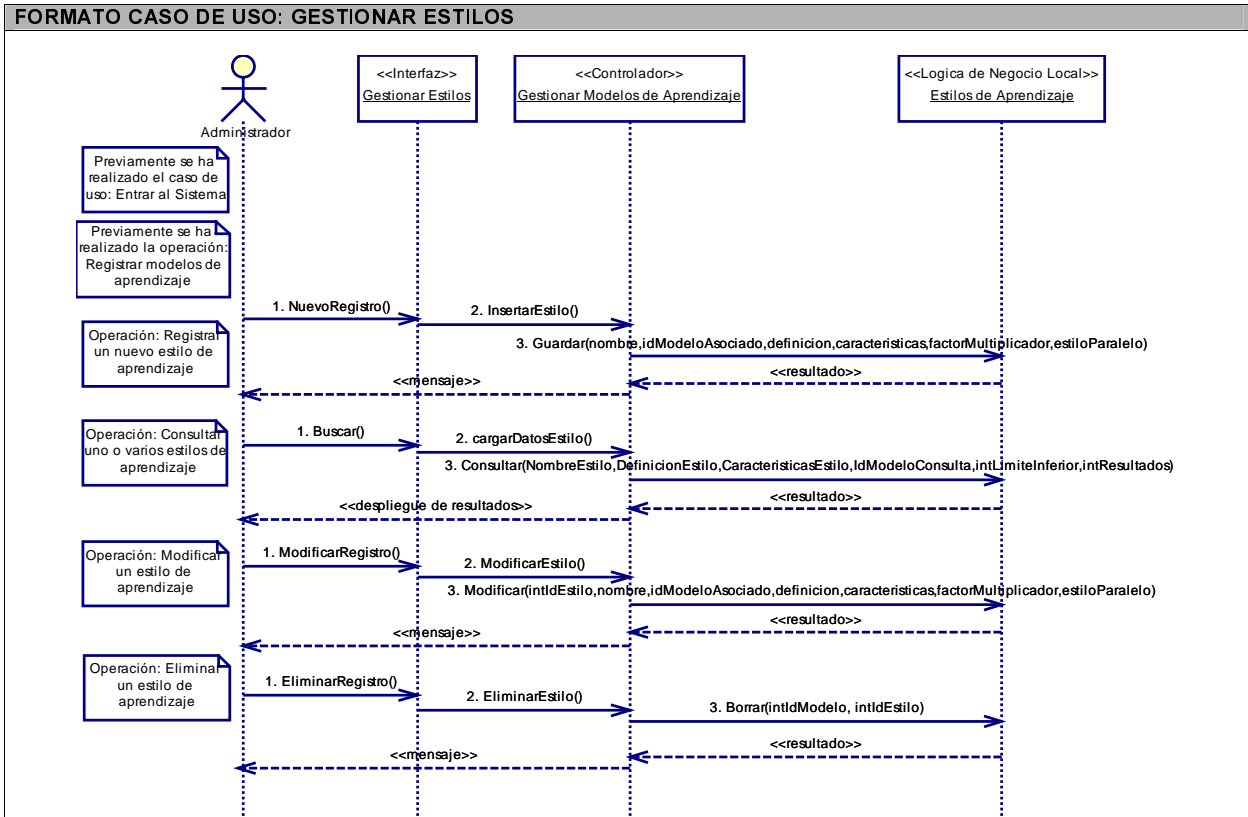 FORMATO CASO DE USO: GESTIONAR ESTILOS
Administrador
<<Interfaz>>
Gestionar Estilos
<<Controlador>>
Gestionar Modelos de Aprendizaje
<<Logica de Negocio Local>>
Estilos de Aprendizaje
Previamente se ha
realizado el caso de
uso: Entrar al Sistema
Previamente se ha
realizado la operación:
Registrar modelos de
aprendizaje
Operación: Registrar
un nuevo estilo de
aprendizaje
1. NuevoRegistro()
2. InsertarEstilo()
3. Guardar(nombre,idModeloAsociado,definicion,caracteristicas,factorMultiplicador,estiloParalelo)
<<resultado>>
<<mensaje>>
Operación: Consultar
uno o varios estilos de
aprendizaje
1. Buscar()
2. cargarDatosEstilo()
3. Consultar(NombreEstilo,DefinicionEstilo,CaracteristicasEstilo,IdModeloConsulta,intLimiteInferior,intResultados)
<<resultado>>
<<despliegue de resultados>>
Operación: Modificar
un estilo de
aprendizaje
1. ModificarRegistro()
2. ModificarEstilo()
3. Modificar(intIdEstilo,nombre,idModeloAsociado,definicion,caracteristicas,factorMultiplicador,estiloParalelo)
<<resultado>>
<<mensaje>>
Operación: Eliminar
un estilo de
aprendizaje
1. EliminarRegistro()
2. EliminarEstilo()
3. Borrar(intIdModelo, intIdEstilo)
<<resultado>>
<<mensaje>>